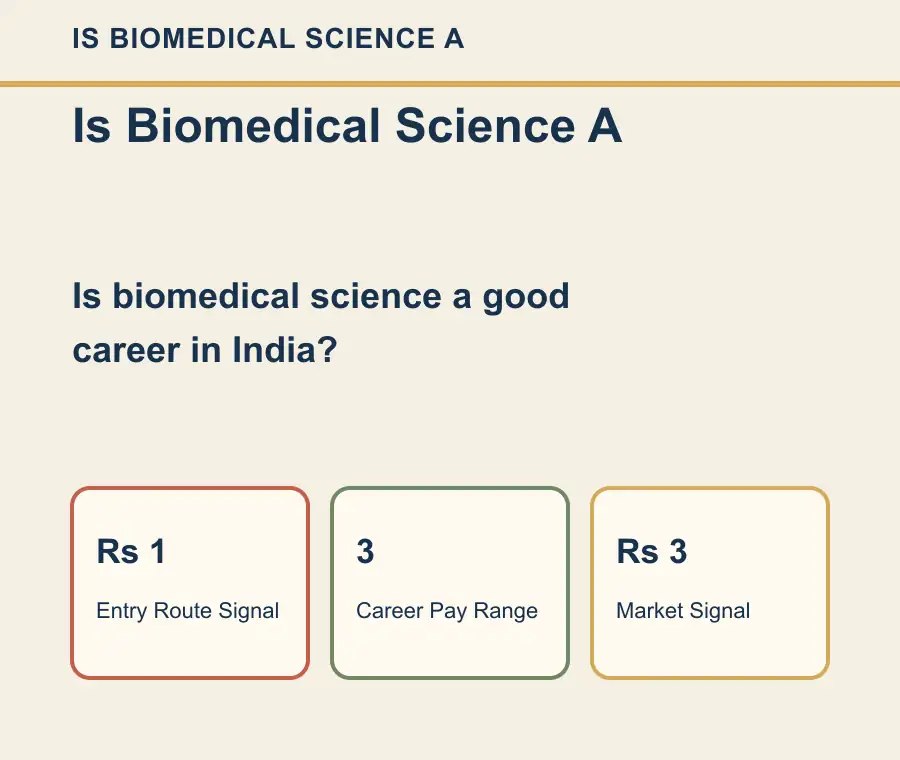 IS BIOMEDICAL SCIENCE A
Is Biomedical Science A
Is biomedical science a good
career in India?
Rs 1
Entry Route Signal
3
Career Pay Range
Rs 3
Market Signal